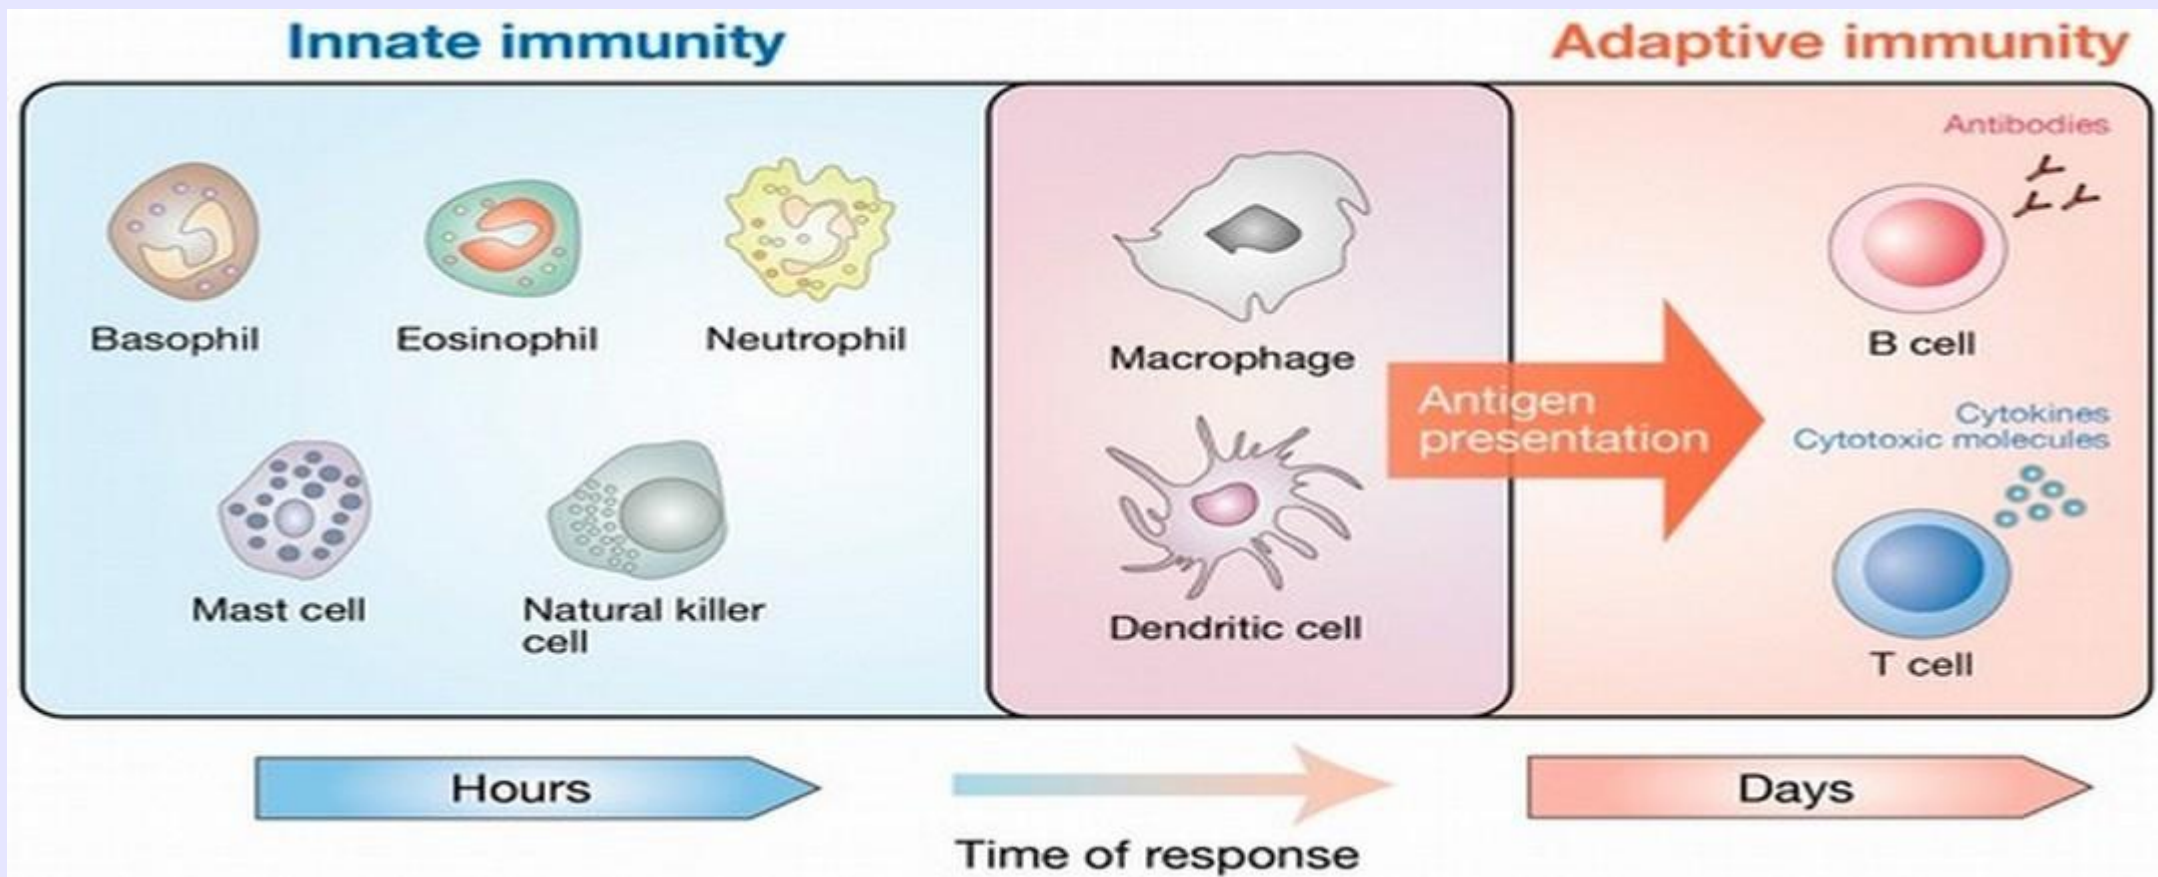 Innate immunity
Adaptive immunity
Basophil
Eosinophil
Neutrophil
Mast cell
Natural killer
cell
Macrophage
Dendritic cell
Antigen
presentation
Antibodies
B cell
Cytokines
Cytotoxic molecules
T cell
Hours
Time of response
Days